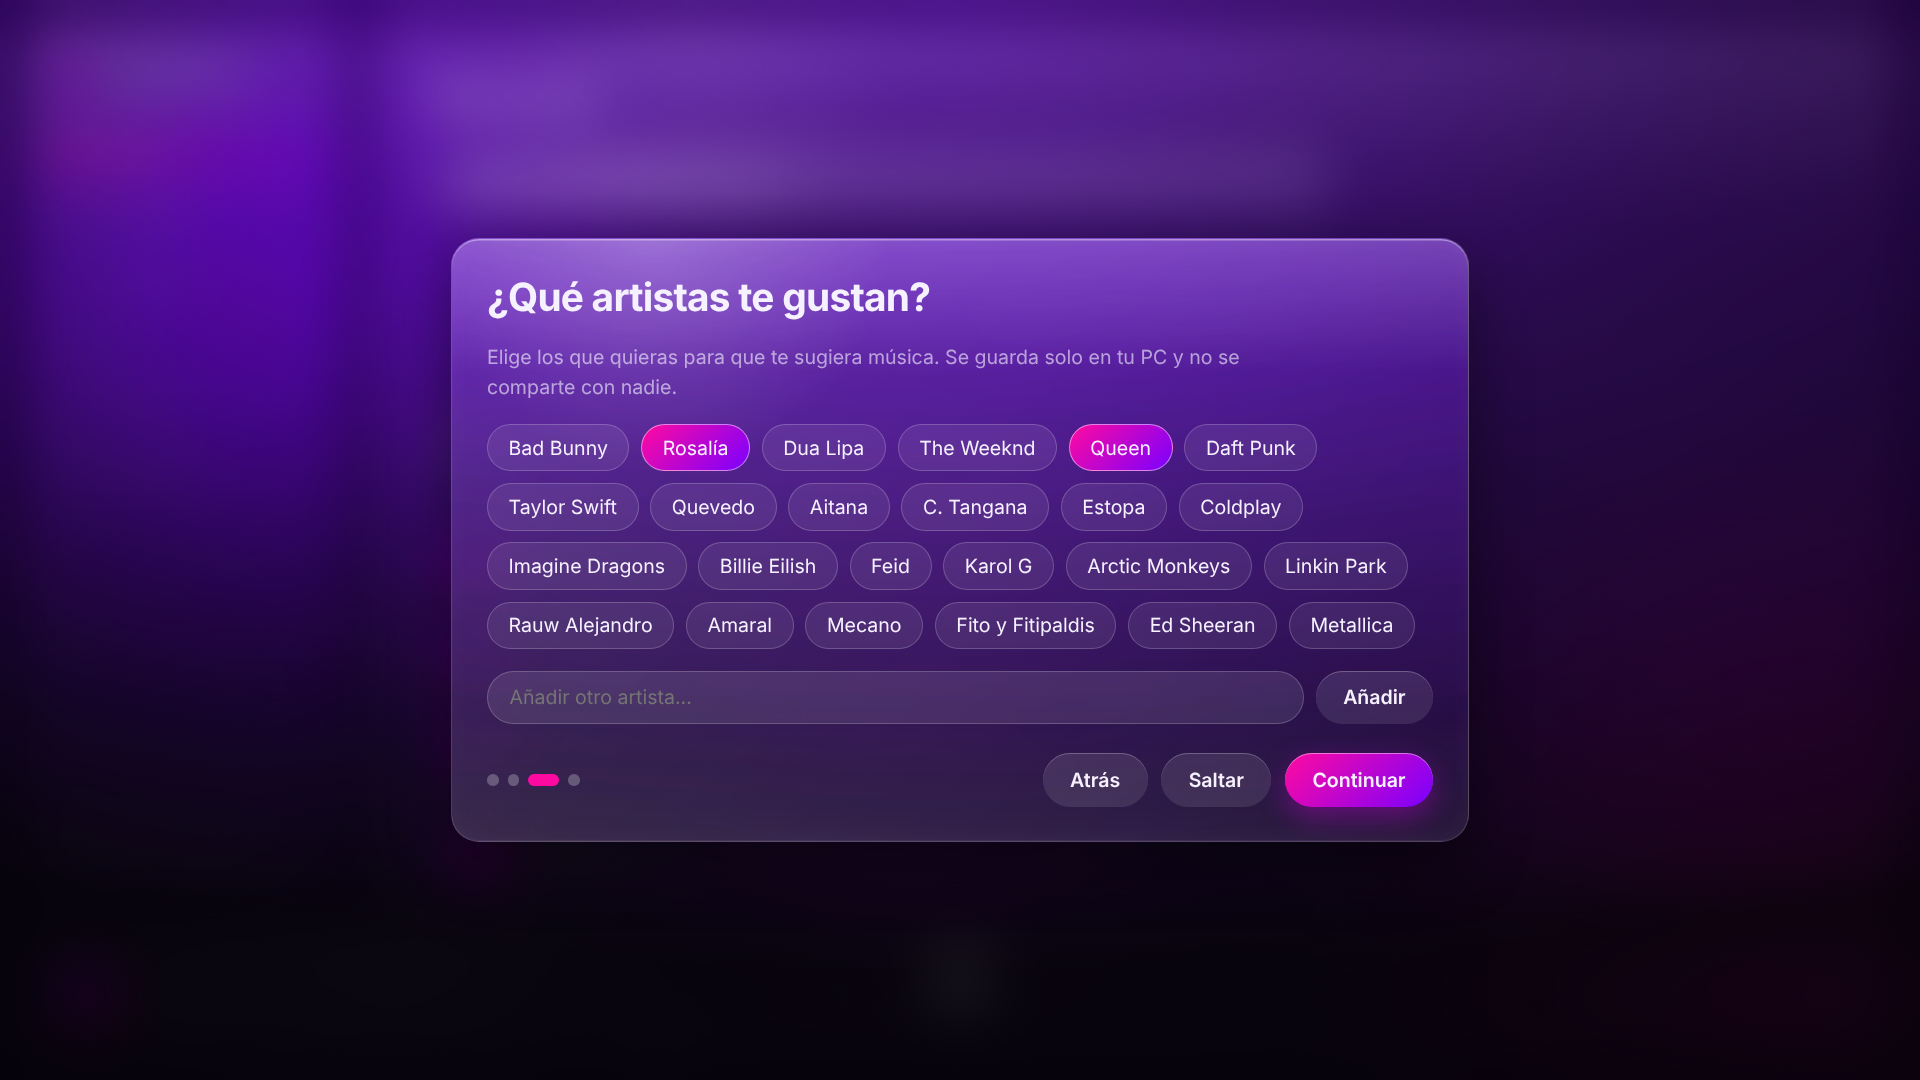 ¿Qué artistas te gustan?
Elige los que quieras para que te sugiera música. Se guarda solo en tu PC y no se
comparte con nadie.
Bad Bunny Rosalía Dua Lipa The Weeknd Queen Daft Punk
Taylor Swift Quevedo Aitana C. Tangana Estopa Coldplay
Imagine Dragons Billie Eilish Feid Karol G Arctic Monkeys Linkin Park
Rauw Alejandro Amaral Mecano Fito y Fitipaldis Ed Sheeran Metallica
Añadir otro artista... Añadir
Atrás Saltar Continuar